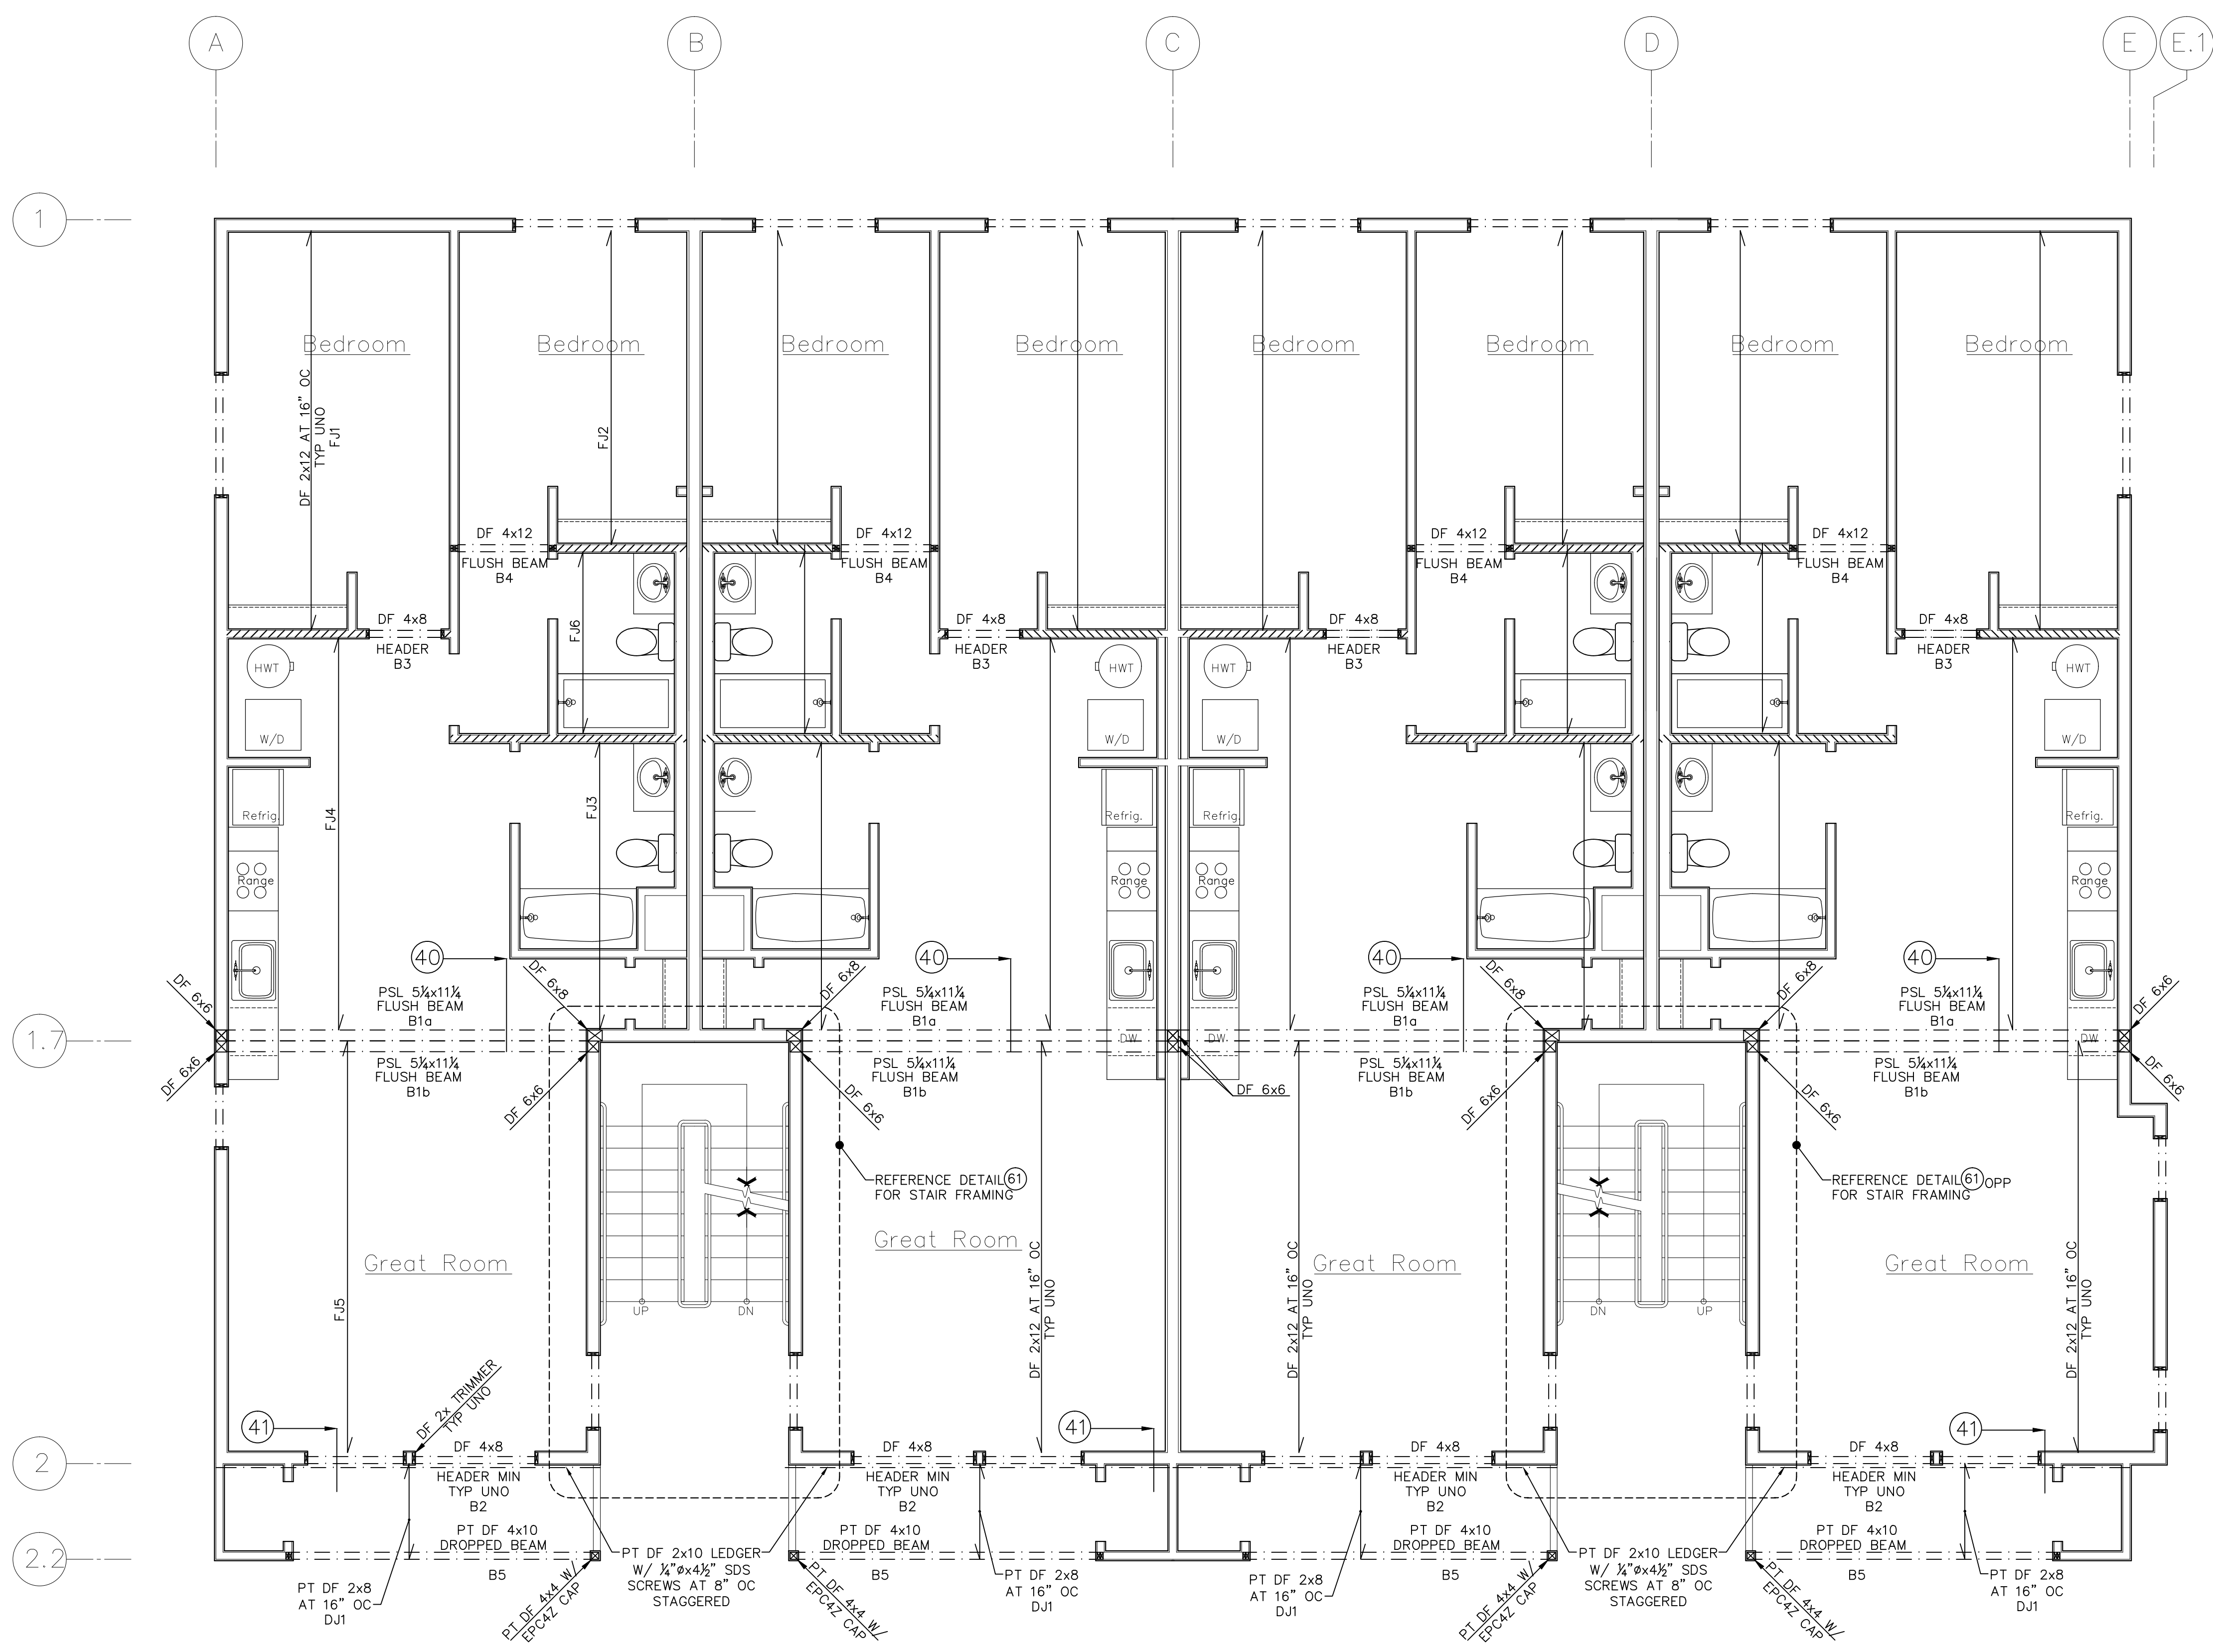 A
B
C
D
E
E.1
1
Bedroom
Bedroom
Bedroom
Bedroom
Bedroom
Bedroom
Bedroom
Bedroom
DF 2x12 AT 16" OC
TYP UNO
FJ1
FJ2
DF 4x12
FLUSH BEAM
B4
DF 4x12
FLUSH BEAM
B4
DF 4x12
FLUSH BEAM
B4
DF 4x12
FLUSH BEAM
B4
FJ6
DF 4x8
HEADER
B3
DF 4x8
HEADER
B3
DF 4x8
HEADER
B3
DF 4x8
HEADER
B3
HWT
HWT
HWT
HWT
W/D
W/D
W/D
W/D
FJ4
FJ3
Refrig.
Refrig.
Refrig.
Refrig.
Range
Range
Range
Range
40
40
40
40
DF 6x6
DF 6x8
DF 6x8
DF 6x8
DF 6x8
DF 6x6
PSL 5¼x11¼
FLUSH BEAM
B1a
PSL 5¼x11¼
FLUSH BEAM
B1a
PSL 5¼x11¼
FLUSH BEAM
B1a
PSL 5¼x11¼
FLUSH BEAM
B1a
1.7
DW
DW
DW
PSL 5¼x11¼
FLUSH BEAM
B1b
PSL 5¼x11¼
FLUSH BEAM
B1b
PSL 5¼x11¼
FLUSH BEAM
B1b
PSL 5¼x11¼
FLUSH BEAM
B1b
DF 6x6
DF 6x6
DF 6x6
DF 6x6
DF 6x6
DF 6x6
DF 6x6
REFERENCE DETAIL 61
FOR STAIR FRAMING
REFERENCE DETAIL 61 OPP
FOR STAIR FRAMING
Great Room
Great Room
Great Room
Great Room
FJ5
DF 2x12 AT 16" OC
TYP UNO
DF 2x12 AT 16" OC
TYP UNO
DF 2x12 AT 16" OC
TYP UNO
UP
DN
DN
UP
DF 2x TRIMMER
TYP UNO
41
41
41
2
DF 4x8
HEADER MIN
TYP UNO
B2
DF 4x8
HEADER MIN
TYP UNO
B2
DF 4x8
HEADER MIN
TYP UNO
B2
DF 4x8
HEADER MIN
TYP UNO
B2
2.2
PT DF 4x10
DROPPED BEAM
B5
PT DF 4x10
DROPPED BEAM
B5
PT DF 4x10
DROPPED BEAM
B5
PT DF 4x10
DROPPED BEAM
B5
PT DF 2x8
AT 16" OC
DJ1
PT DF 4x4 W/
EPC4Z CAP
PT DF 2x10 LEDGER
W/ ¼"øx4½" SDS
SCREWS AT 8" OC
STAGGERED
PT DF 4x4 W/
EPC4Z CAP
PT DF 2x8
AT 16" OC
DJ1
PT DF 2x8
AT 16" OC
DJ1
PT DF 4x4 W/
EPC4Z CAP
PT DF 2x10 LEDGER
W/ ¼"øx4½" SDS
SCREWS AT 8" OC
STAGGERED
PT DF 4x4 W/
EPC4Z CAP
PT DF 2x8
AT 16" OC
DJ1